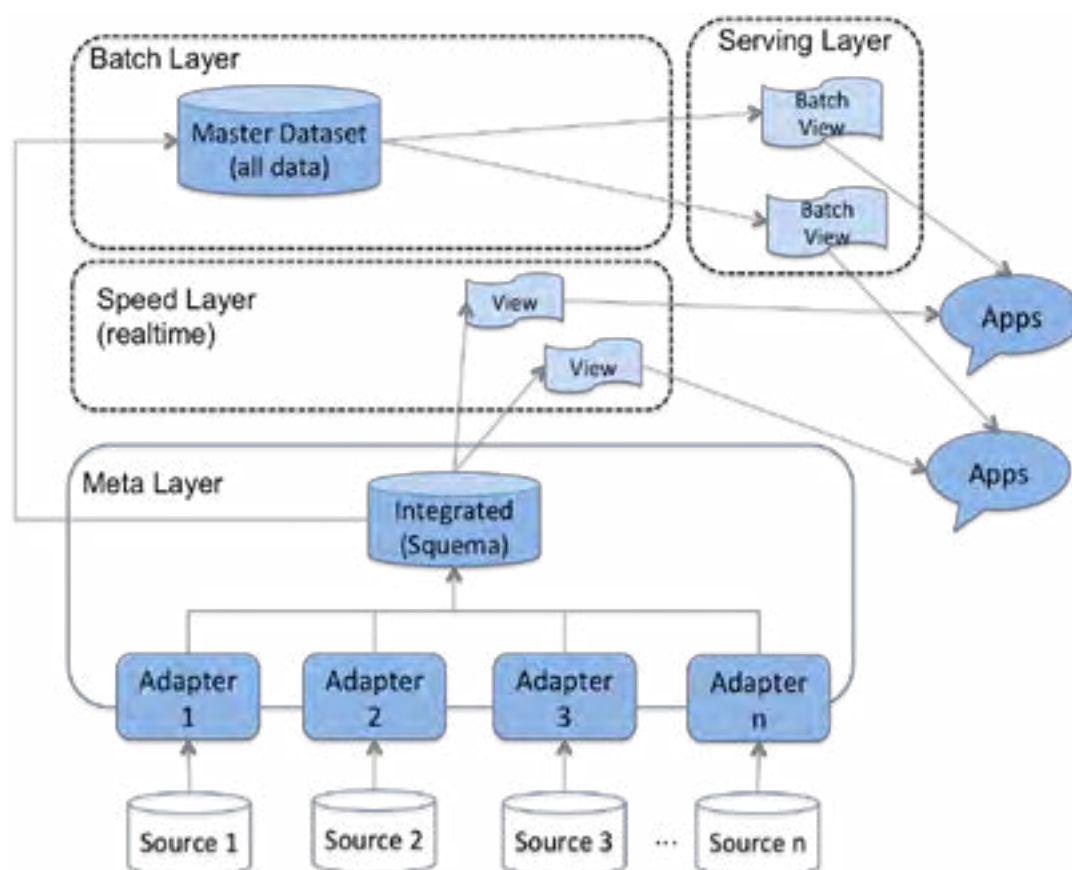 Batch Layer
Master Dataset
(all data)
Serving Layer
Batch
View
Batch
View
Speed Layer
(realtime)
View
View
Apps
Apps
Meta Layer
Integrated
(Squema)
Adapter
1
Adapter
2
Adapter
3
Adapter
n
Source 1
Source 2
Source 3
...
Source n